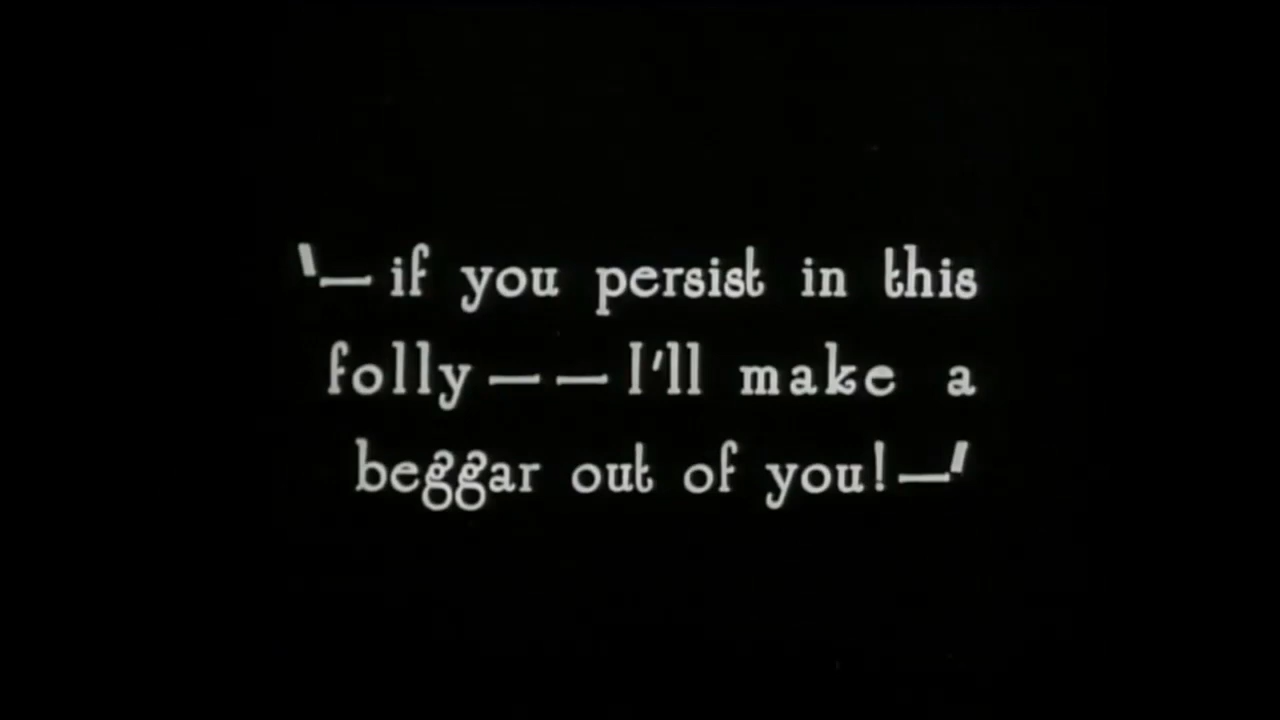 '— if you persist in this
folly — — I'll make a
beggar out of you! —'